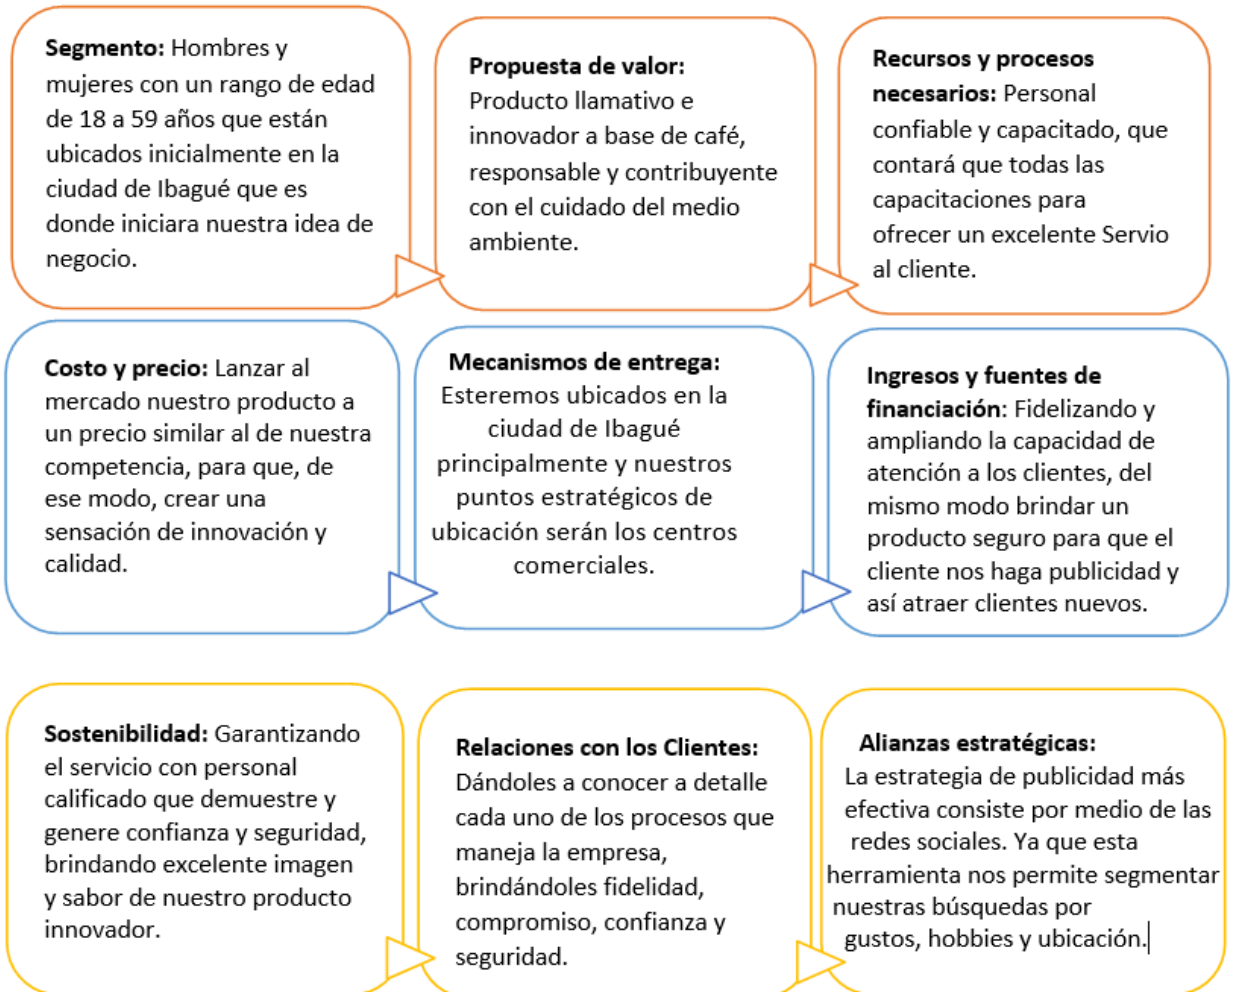 Segmento: Hombres y
mujeres con un rango de edad
de 18 a 59 años que están
ubicados inicialmente en la
ciudad de Ibagué que es
donde iniciara nuestra idea de
negocio.
Propuesta de valor:
Producto llamativo e
innovador a base de café,
responsable y contribuyente
con el cuidado del medio
ambiente.
Recursos y procesos
necesarios: Personal
confiable y capacitado, que
contará que todas las
capacitaciones para
ofrecer un excelente Servio
al cliente.
Costo y precio: Lanzar al
mercado nuestro producto a
un precio similar al de nuestra
competencia, para que, de
ese modo, crear una
sensación de innovación y
calidad.
Mecanismos de entrega:
Esteremos ubicados en la
ciudad de Ibagué
principalmente y nuestros
puntos estratégicos de
ubicación serán los centros
comerciales.
Ingresos y fuentes de
financiación: Fidelizando y
ampliando la capacidad de
atención a los clientes, del
mismo modo brindar un
producto seguro para que el
cliente nos haga publicidad y
así atraer clientes nuevos.
Sostenibilidad: Garantizando
el servicio con personal
calificado que demuestre y
genere confianza y seguridad,
brindando excelente imagen
y sabor de nuestro producto
innovador.
Relaciones con los Clientes:
Dándoles a conocer a detalle
cada uno de los procesos que
maneja la empresa,
brindándoles fidelidad,
compromiso, confianza y
seguridad.
Alianzas estratégicas:
La estrategia de publicidad más
efectiva consiste por medio de las
redes sociales. Ya que esta
herramienta nos permite segmentar
nuestras búsquedas por
gustos, hobbies y ubicación.